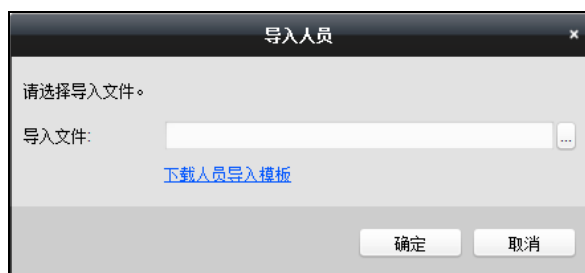 导入人员 ×
请选择导入文件。
导入文件: ...
下载人员导入模板
确定 取消